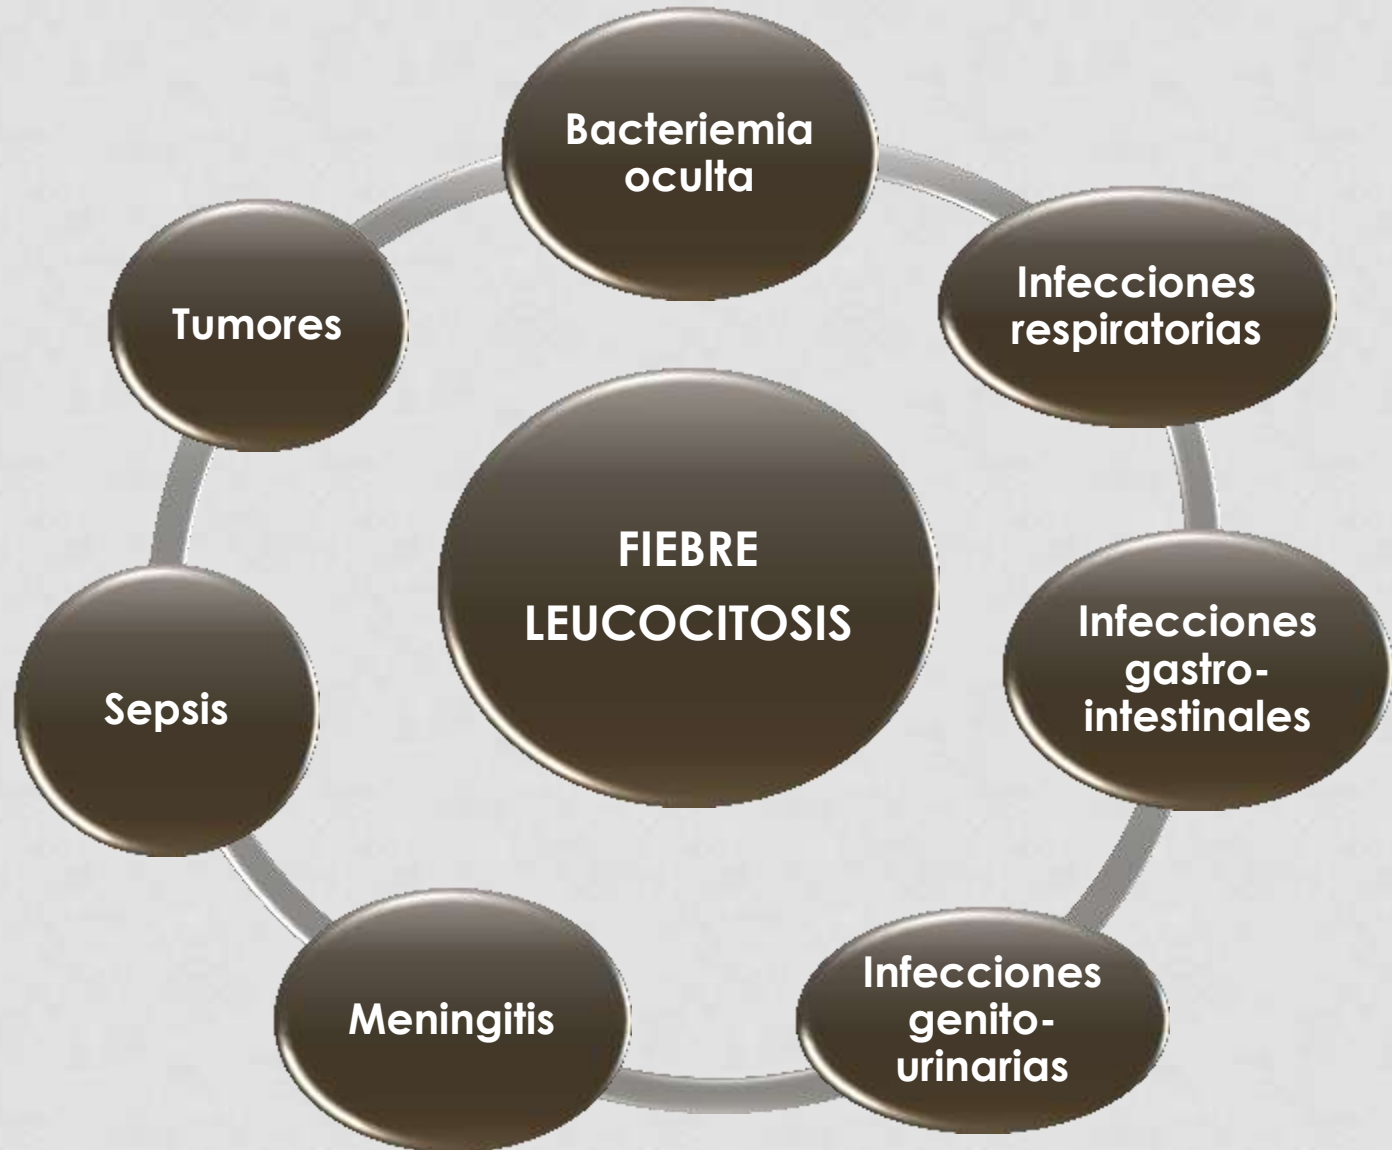 Bacteriemia
oculta
Infecciones
respiratorias
Tumores
FIEBRE
LEUCOCITOSIS
Infecciones
gastro-
intestinales
Sepsis
Infecciones
genito-
urinarias
Meningitis